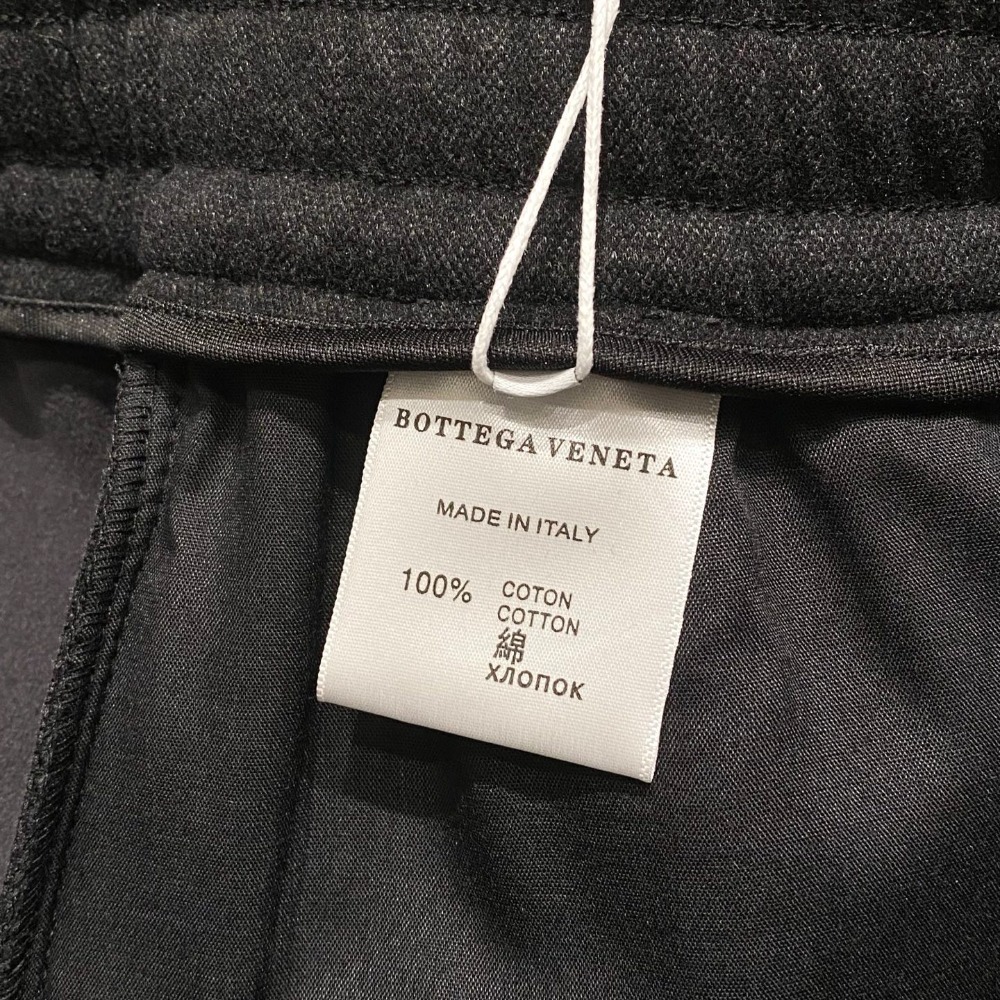 BOTTEGA VENETA
MADE IN ITALY
100% COTON
COTTON
綿
ХЛОПОК